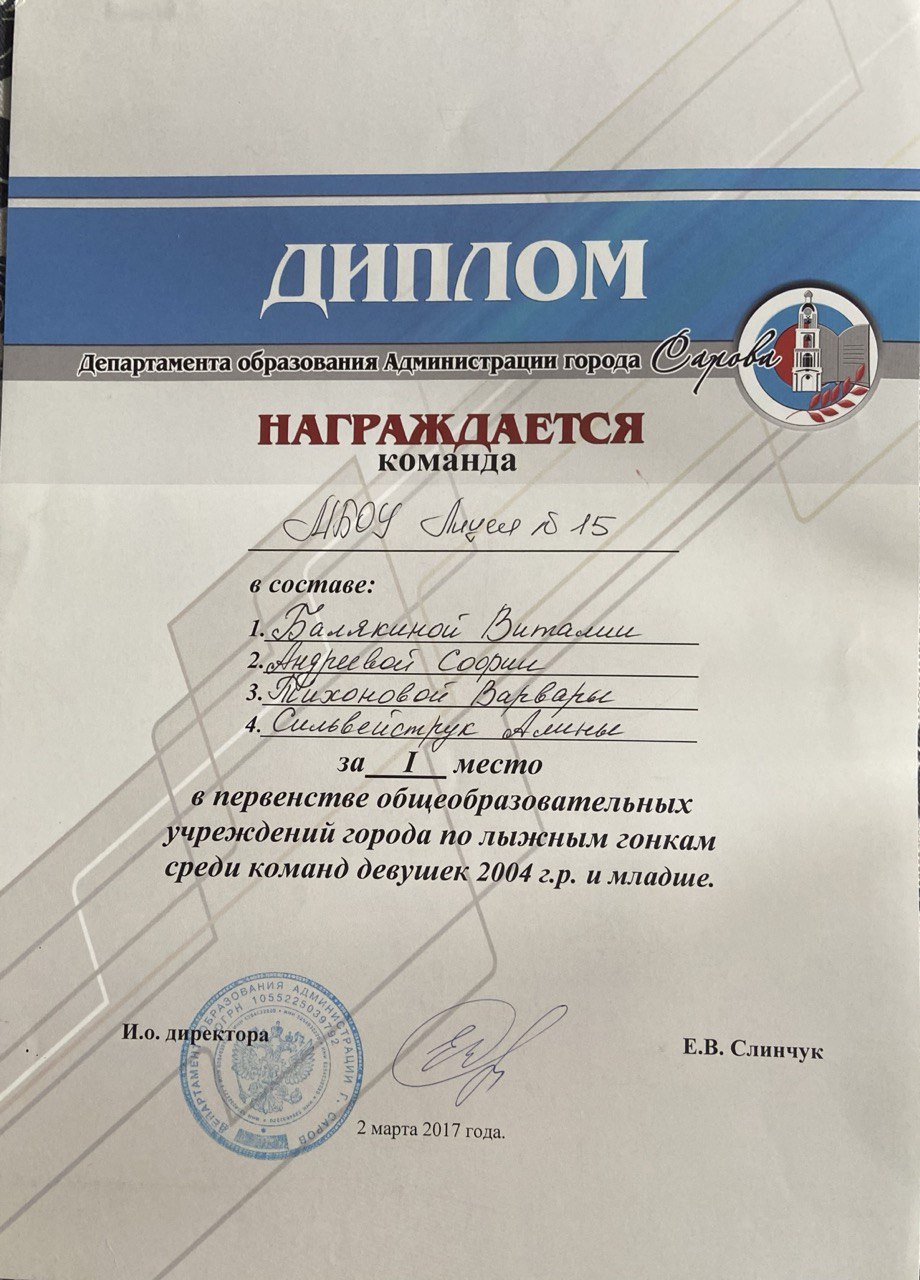 ДИПЛОМ
Департамента образования Администрации города Сарова
НАГРАЖДАЕТСЯ
команда
МБОУ Лицея № 15
в составе:
1. Балякиной Виталии
2. Андреевой Софии
3. Тихоновой Варвары
4. Сильвейструк Алины
за I место
в первенстве общеобразовательных
учреждений города по лыжным гонкам
среди команд девушек 2004 г.р. и младше.
И.о. директора
Е.В. Слинчук
ДЕПАРТАМЕНТ ОБРАЗОВАНИЯ АДМИНИСТРАЦИИ Г. САРОВ
ОГРН 1055225039792
2 марта 2017 года.